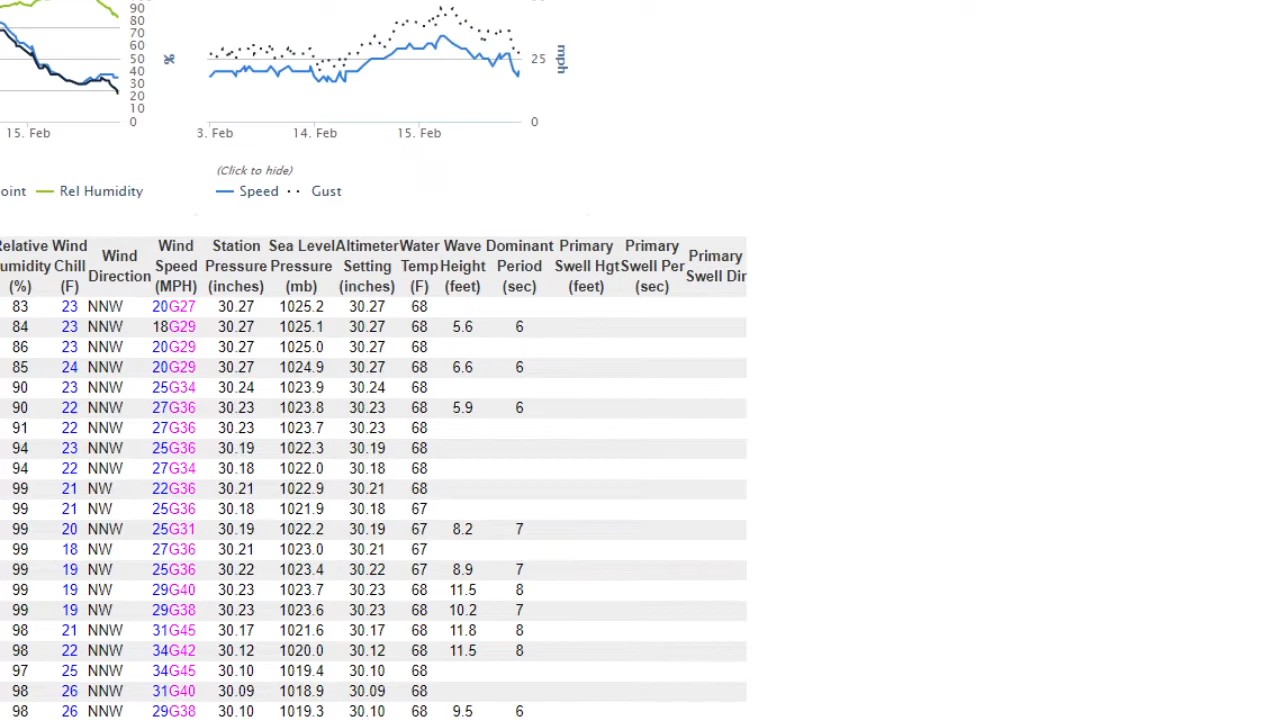 90
80
70
60
50
40
30
20
10
0
%
15. Feb
25
0
mph
3. Feb 14. Feb 15. Feb
(Click to hide)
oint Rel Humidity
Speed Gust
Relative Wind Wind Wind Station Sea Level Altimeter Water Wave Dominant Primary Primary Primary
umidity Chill Direction Speed Pressure Pressure Setting Temp Height Period Swell Hgt Swell Per Swell Dir
(%) (F) (MPH) (inches) (mb) (inches) (F) (feet) (sec) (feet) (sec)
83 23 NNW 20G27 30.27 1025.2 30.27 68
84 23 NNW 18G29 30.27 1025.1 30.27 68 5.6 6
86 23 NNW 20G29 30.27 1025.0 30.27 68
85 24 NNW 20G29 30.27 1024.9 30.27 68 6.6 6
90 23 NNW 25G34 30.24 1023.9 30.24 68
90 22 NNW 27G36 30.23 1023.8 30.23 68 5.9 6
91 22 NNW 27G36 30.23 1023.7 30.23 68
94 23 NNW 25G36 30.19 1022.3 30.19 68
94 22 NNW 27G34 30.18 1022.0 30.18 68
99 21 NW 22G36 30.21 1022.9 30.21 68
99 21 NW 25G36 30.18 1021.9 30.18 67
99 20 NNW 25G31 30.19 1022.2 30.19 67 8.2 7
99 18 NW 27G36 30.21 1023.0 30.21 67
99 19 NW 25G36 30.22 1023.4 30.22 67 8.9 7
99 19 NW 29G40 30.23 1023.7 30.23 68 11.5 8
99 19 NW 29G38 30.23 1023.6 30.23 68 10.2 7
98 21 NNW 31G45 30.17 1021.6 30.17 68 11.8 8
98 22 NNW 34G42 30.12 1020.0 30.12 68 11.5 8
97 25 NNW 34G45 30.10 1019.4 30.10 68
98 26 NNW 31G40 30.09 1018.9 30.09 68
98 26 NNW 29G38 30.10 1019.3 30.10 68 9.5 6